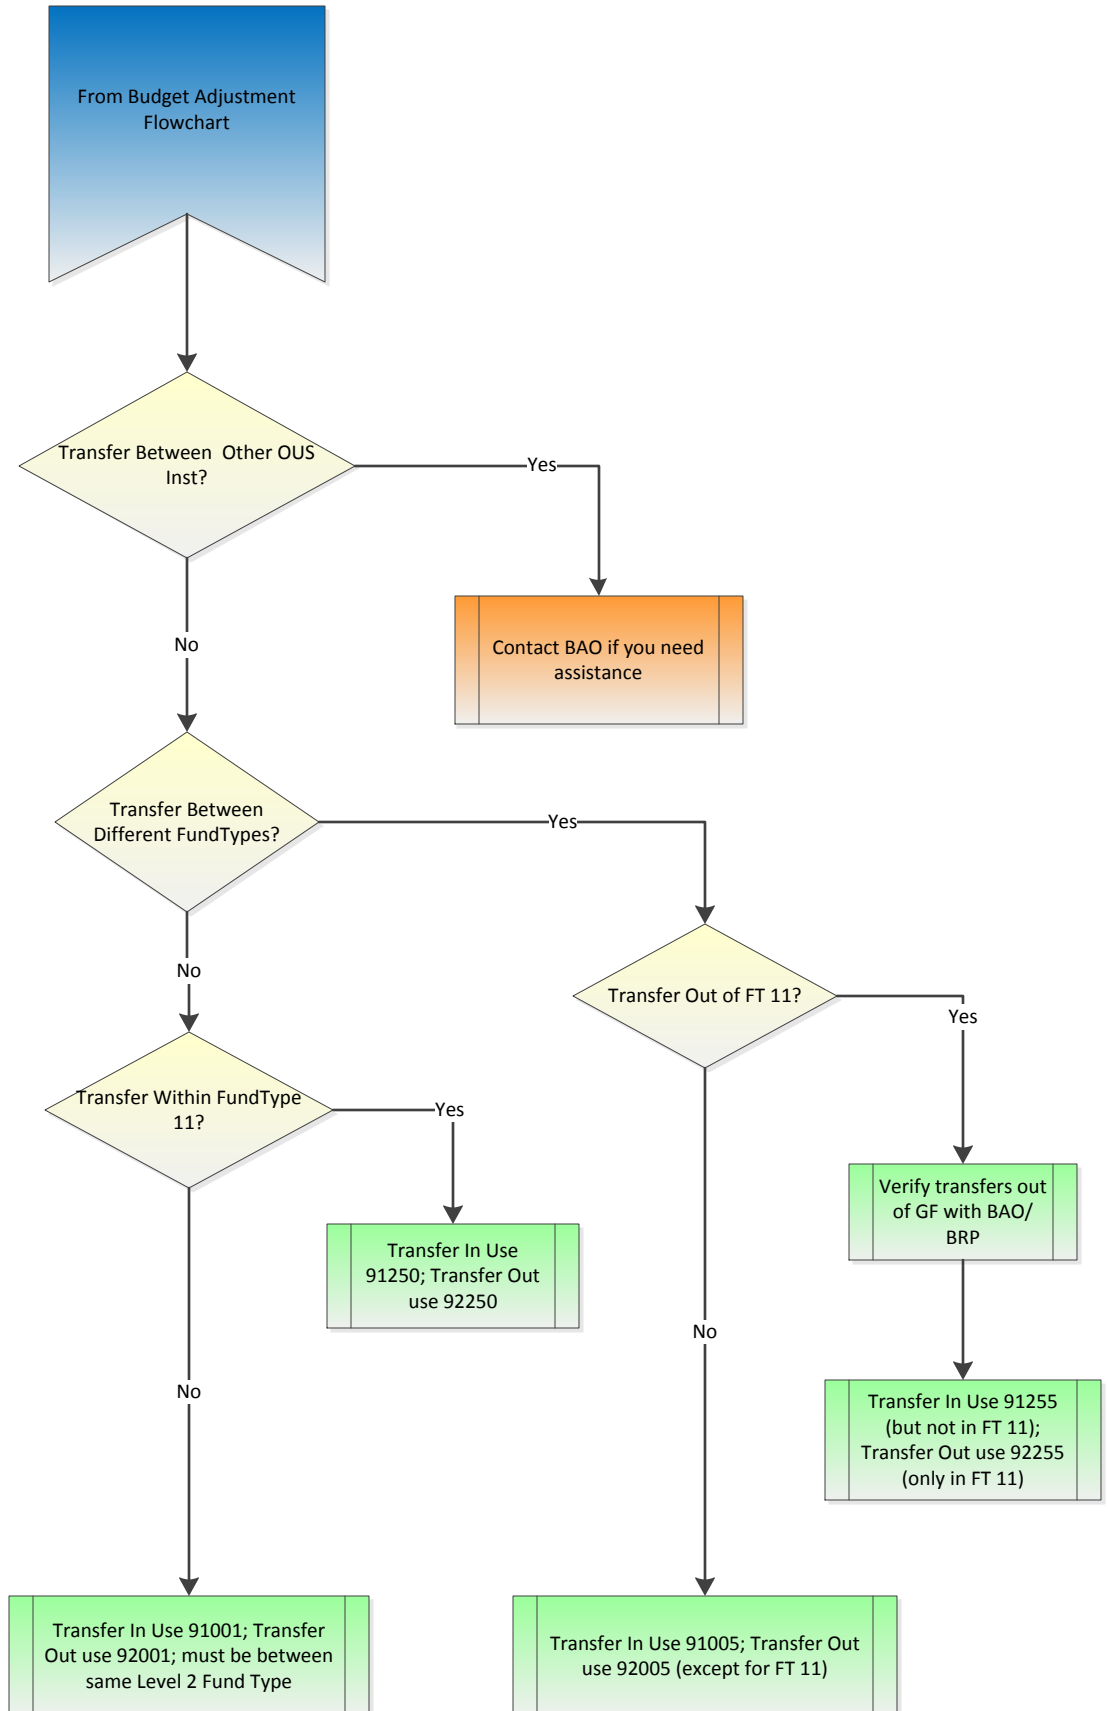 From Budget Adjustment
Flowchart
Transfer Between  Other OUS
Inst?
Yes
No
Contact BAO if you need
assistance
Transfer Between
Different FundTypes?
Yes
No
Transfer Out of FT 11?
Yes
Transfer Within FundType
11?
Yes
Verify transfers out
of GF with BAO/
BRP
Transfer In Use
91250; Transfer Out
use 92250
No
No
Transfer In Use 91255
(but not in FT 11);
Transfer Out use 92255
(only in FT 11)
Transfer In Use 91001; Transfer
Out use 92001; must be between
same Level 2 Fund Type
Transfer In Use 91005; Transfer Out
use 92005 (except for FT 11)